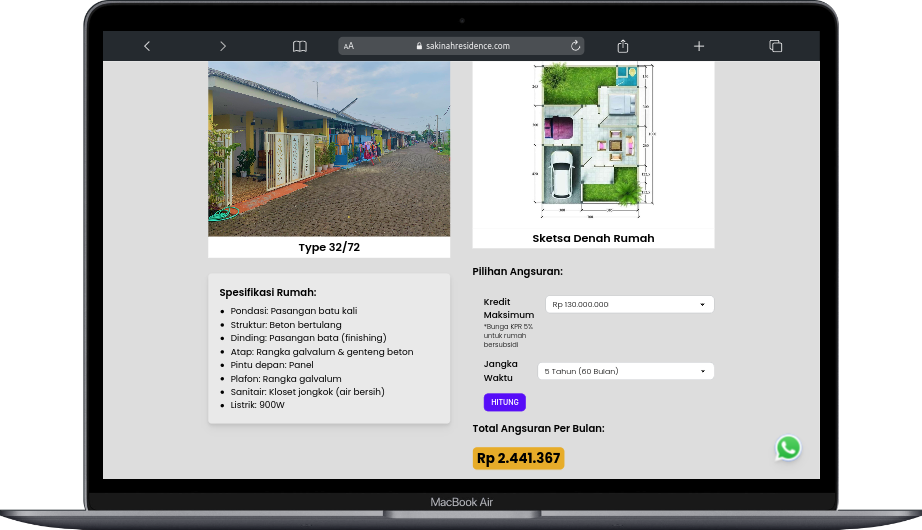 AA sakinahresidence.com
Type 32/72
Sketsa Denah Rumah
Spesifikasi Rumah:
Pondasi: Pasangan batu kali
Struktur: Beton bertulang
Dinding: Pasangan bata (finishing)
Atap: Rangka galvalum & genteng beton
Pintu depan: Panel
Plafon: Rangka galvalum
Sanitair: Kloset jongkok (air bersih)
Listrik: 900W
Pilihan Angsuran:
Kredit
Maksimum
*Bunga KPR 5%
untuk rumah
bersubsidi
Rp 130.000.000
Jangka
Waktu
5 Tahun (60 Bulan)
HITUNG
Total Angsuran Per Bulan:
Rp 2.441.367
MacBook Air